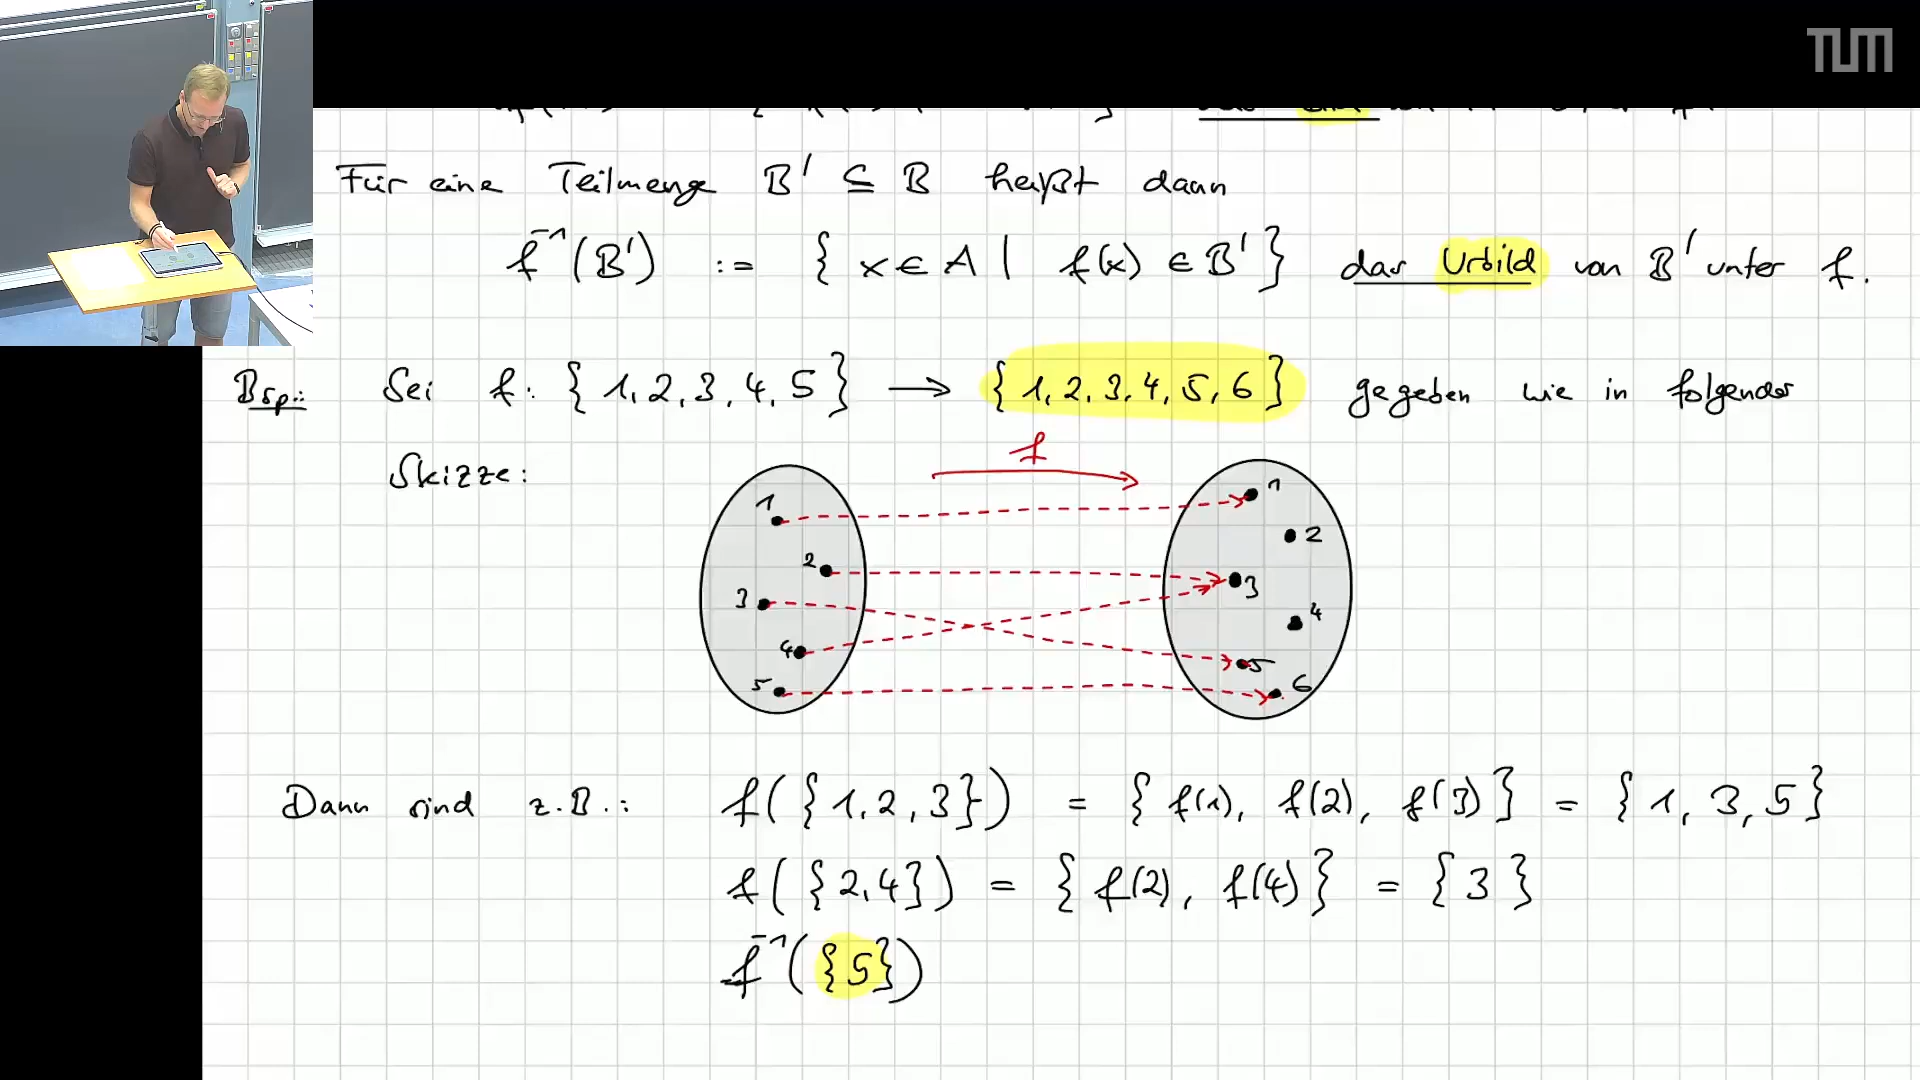 TUM
Für eine Teilmenge B' ⊆ B heißt dann
f⁻¹(B') := { x ∈ A | f(x) ∈ B' } das Urbild von B' unter f.
Bsp.: Sei f: { 1, 2, 3, 4, 5 } → { 1, 2, 3, 4, 5, 6 } gegeben wie in folgender
Skizze:
f
1
2
3
4
5
1
2
3
4
5
6
Dann sind z.B.: f({1, 2, 3}) = { f(1), f(2), f(3) } = { 1, 3, 5 }
f({2, 4}) = { f(2), f(4) } = { 3 }
f⁻¹({5})